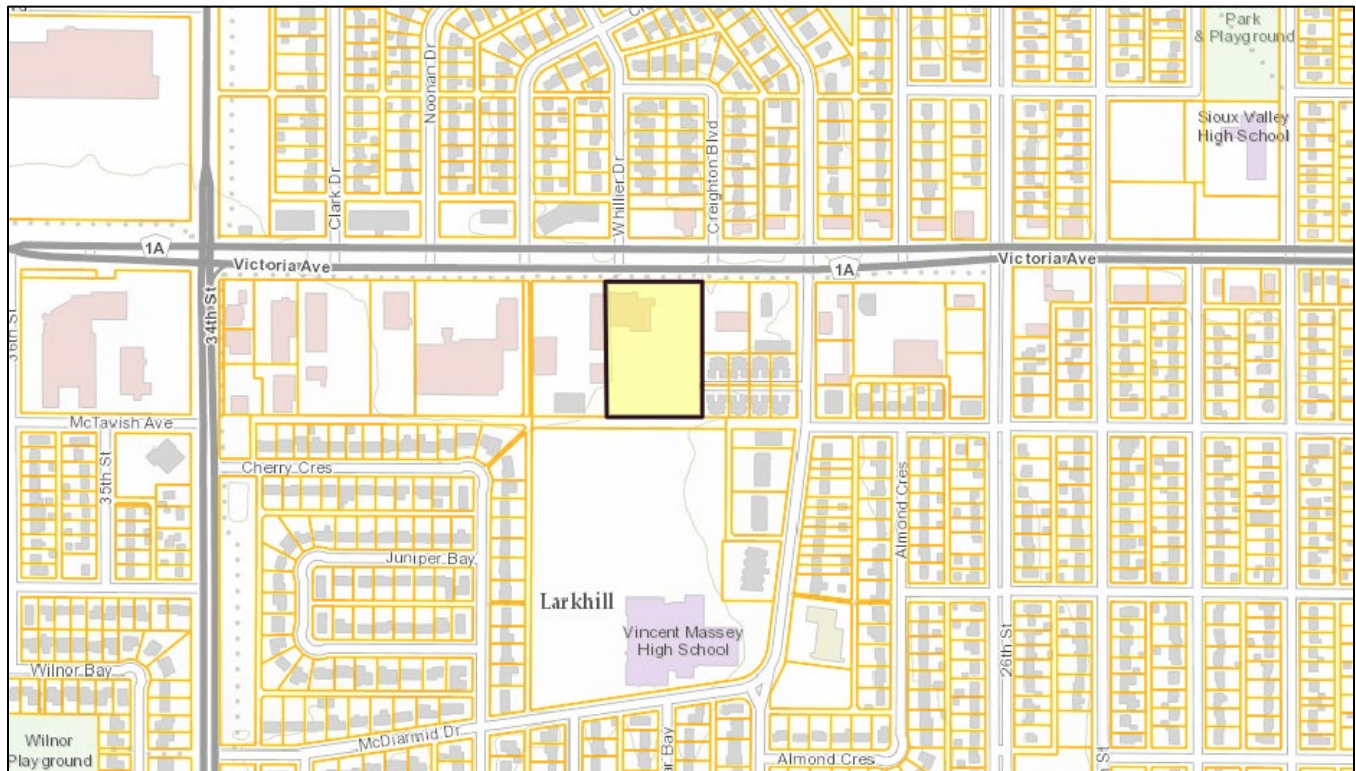 Park
& Playground
Noonan Dr
Creighton Blvd
Sioux Valley
High School
Clark Dr
Whillier Dr
1A
Victoria Ave
1A
Victoria Ave
36th St
34th St
McTavish Ave
35th St
Cherry Cres
Almond Cres
Juniper Bay
Larkhill
Vincent Massey
High School
26th St
Wilnor Bay
McDiarmid Dr
Wilnor
Playground
Bay
Almond Cres
St